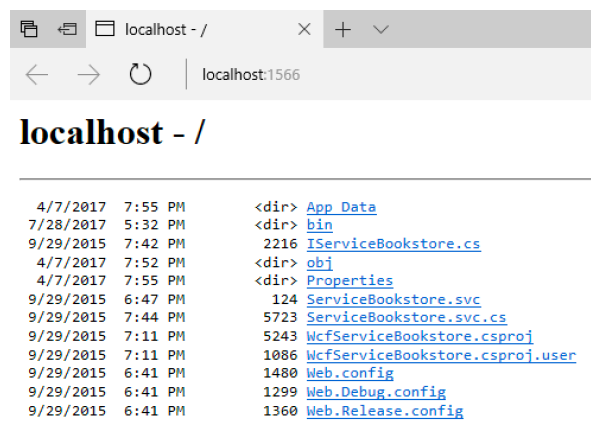 localhost - /
localhost:1566
localhost - /
4/7/2017 7:55 PM <dir> App_Data
7/28/2017 5:32 PM <dir> bin
9/29/2015 7:42 PM 2216 IServiceBookstore.cs
4/7/2017 7:52 PM <dir> obj
4/7/2017 7:55 PM <dir> Properties
9/29/2015 6:47 PM 124 ServiceBookstore.svc
9/29/2015 7:44 PM 5723 ServiceBookstore.svc.cs
9/29/2015 7:11 PM 5243 WcfServiceBookstore.csproj
9/29/2015 7:11 PM 1086 WcfServiceBookstore.csproj.user
9/29/2015 6:41 PM 1480 Web.config
9/29/2015 6:41 PM 1299 Web.Debug.config
9/29/2015 6:41 PM 1360 Web.Release.config